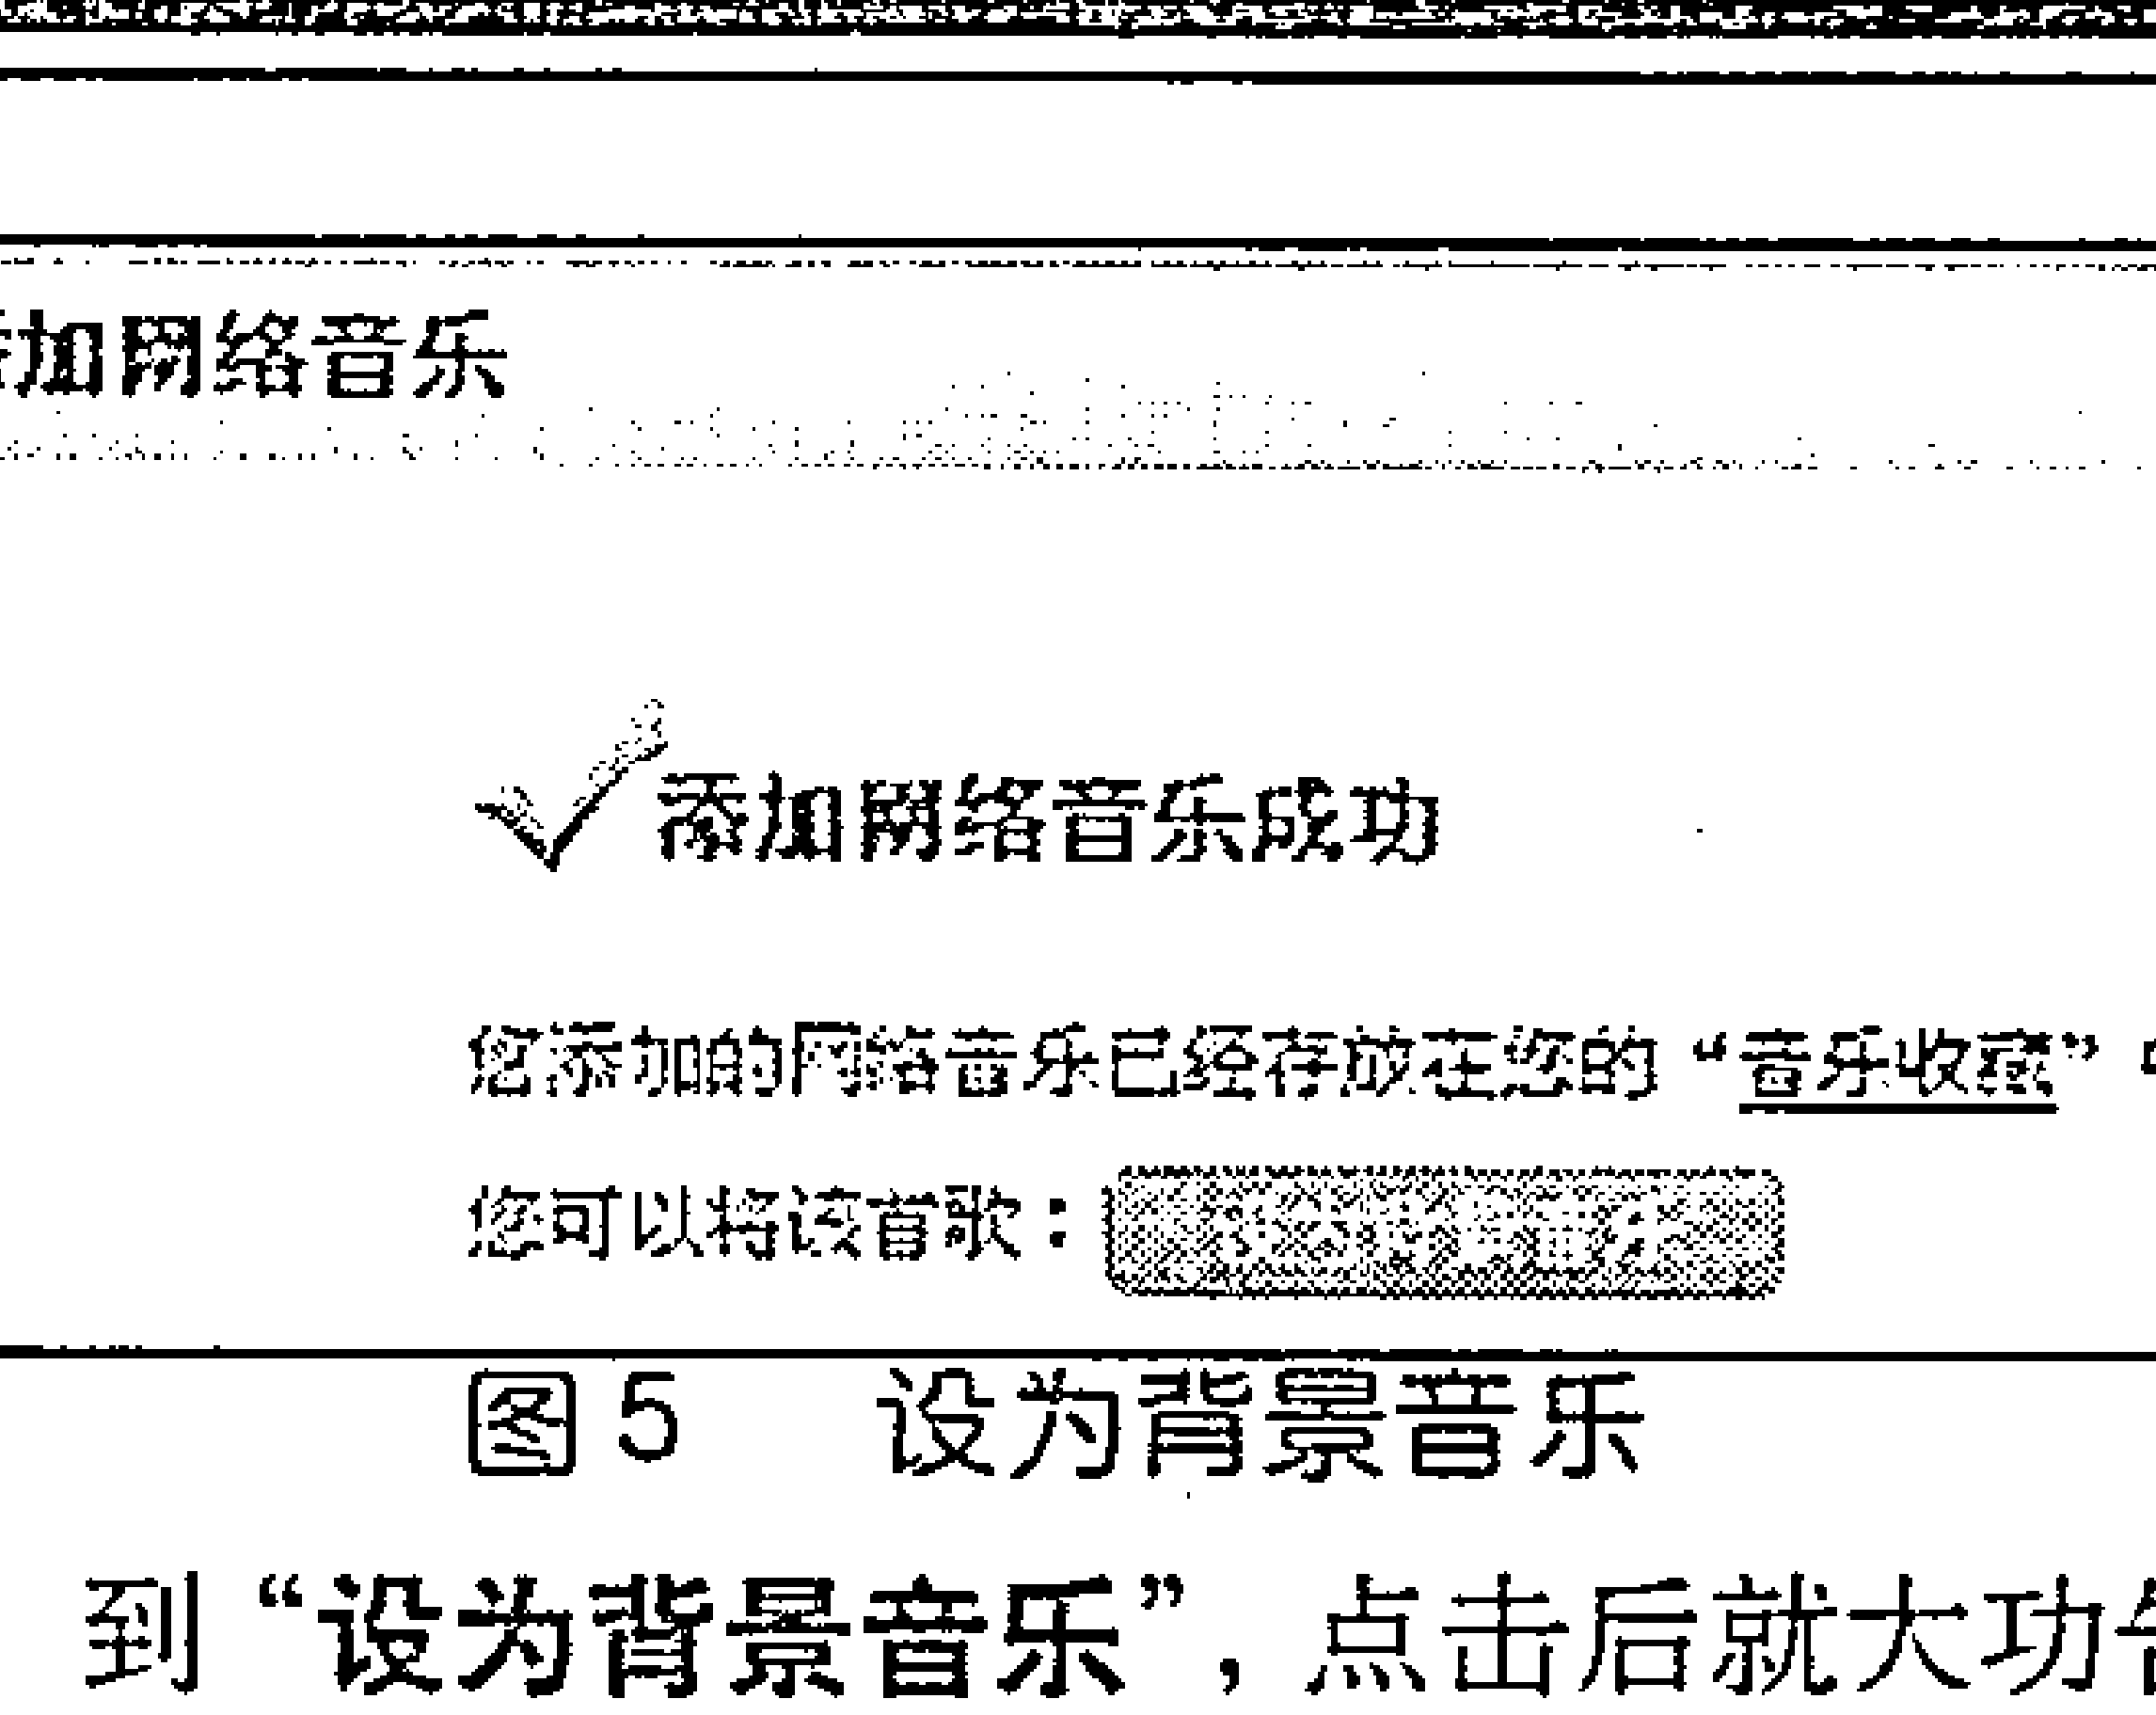 加网络音乐
添加网络音乐成功
您添加的网络音乐已经存放在您的“音乐收藏”
您可以将该首歌：
图5 设为背景音乐
到“设为背景音乐”，点击后就大功